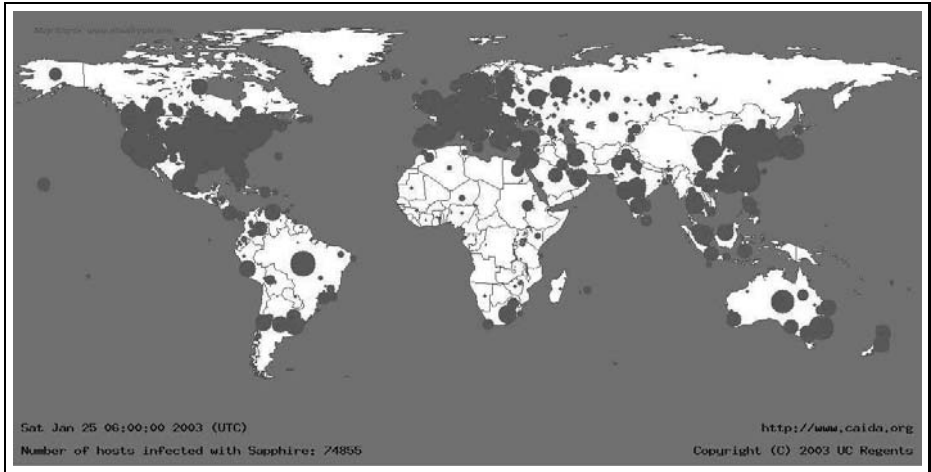 Sat Jan 25 06:00:00 2003 (UTC)
http://www.caida.org
Number of hosts infected with Sapphire: 74855
Copyright (C) 2003 UC Regents